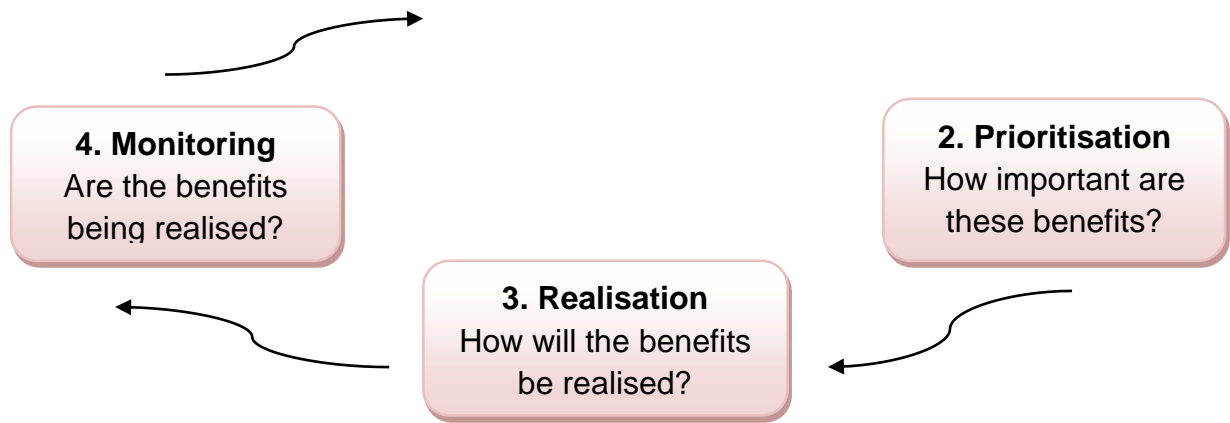 4. Monitoring
Are the benefits
being realised?
2. Prioritisation
How important are
these benefits?
3. Realisation
How will the benefits
be realised?